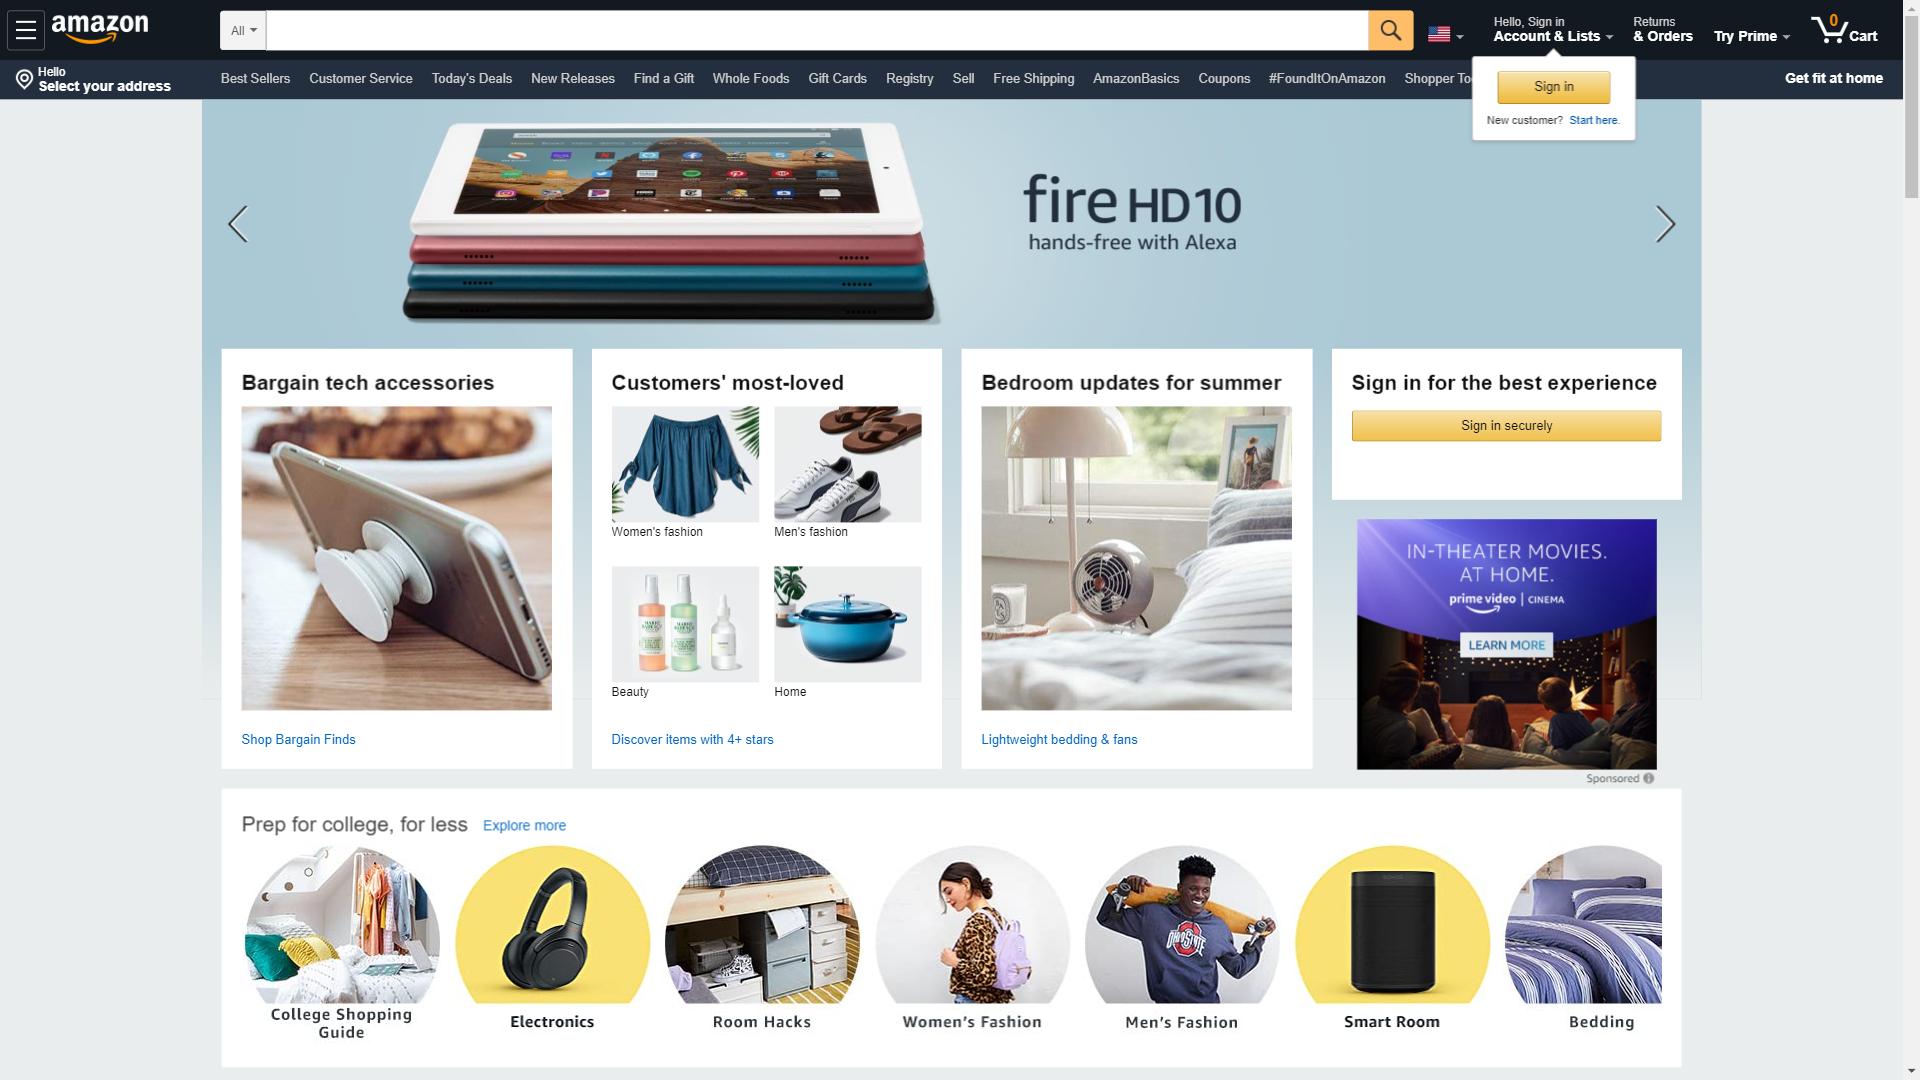 amazon
All
Hello, Sign in
Account & Lists
Returns
& Orders
Try Prime
0
Cart
Hello
Select your address
Best Sellers
Customer Service
Today's Deals
New Releases
Find a Gift
Whole Foods
Gift Cards
Registry
Sell
Free Shipping
AmazonBasics
Coupons
#FoundItOnAmazon
Shopper
Get fit at home
Sign in
New customer? Start here.
fire HD10
hands-free with Alexa
Bargain tech accessories
Shop Bargain Finds
Customers' most-loved
Women's fashion
Men's fashion
Beauty
Home
Discover items with 4+ stars
Bedroom updates for summer
Lightweight bedding & fans
Sign in for the best experience
Sign in securely
IN-THEATER MOVIES.
AT HOME.
prime video | CINEMA
LEARN MORE
Sponsored
Prep for college, for less
Explore more
College Shopping
Guide
Electronics
Room Hacks
Women's Fashion
OHIO STATE
Men's Fashion
SONOS
Smart Room
Bedding